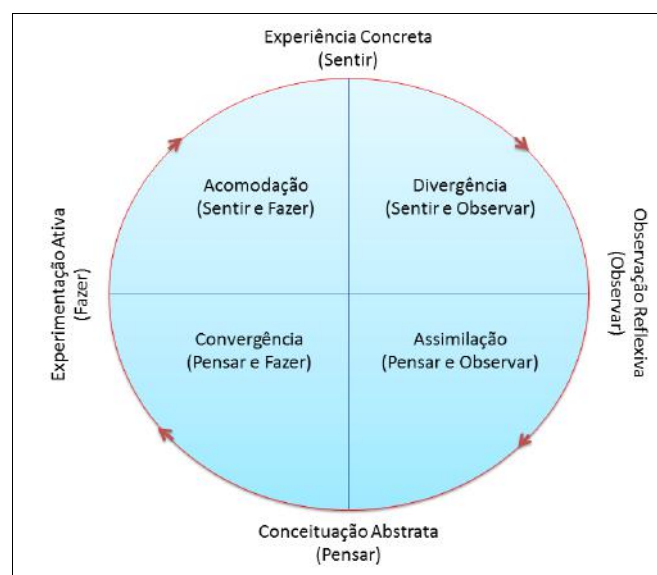 Experiência Concreta
(Sentir)
Acomodação
(Sentir e Fazer)
Divergência
(Sentir e Observar)
Experimentação Ativa
(Fazer)
Observação Reflexiva
(Observar)
Convergência
(Pensar e Fazer)
Assimilação
(Pensar e Observar)
Conceituação Abstrata
(Pensar)